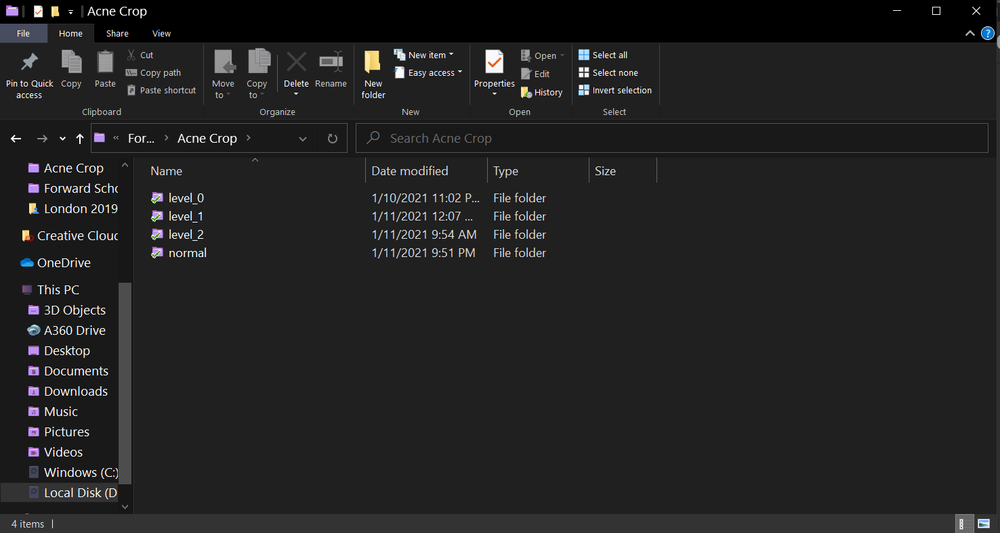 Acne Crop
File Home Share View
Pin to Quick access
Copy
Paste
Cut
Copy path
Paste shortcut
Clipboard
Move to
Copy to
Delete
Rename
Organize
New folder
New item
Easy access
New
Properties
Open
Edit
History
Open
Select all
Select none
Invert selection
Select
« For... › Acne Crop ›
Search Acne Crop
Acne Crop
Forward Scho
London 2019
Creative Cloud
OneDrive
This PC
3D Objects
A360 Drive
Desktop
Documents
Downloads
Music
Pictures
Videos
Windows (C:)
Local Disk (D
Name Date modified Type Size
level_0 1/10/2021 11:02 P... File folder
level_1 1/11/2021 12:07 ... File folder
level_2 1/11/2021 9:54 AM File folder
normal 1/11/2021 9:51 PM File folder
4 items